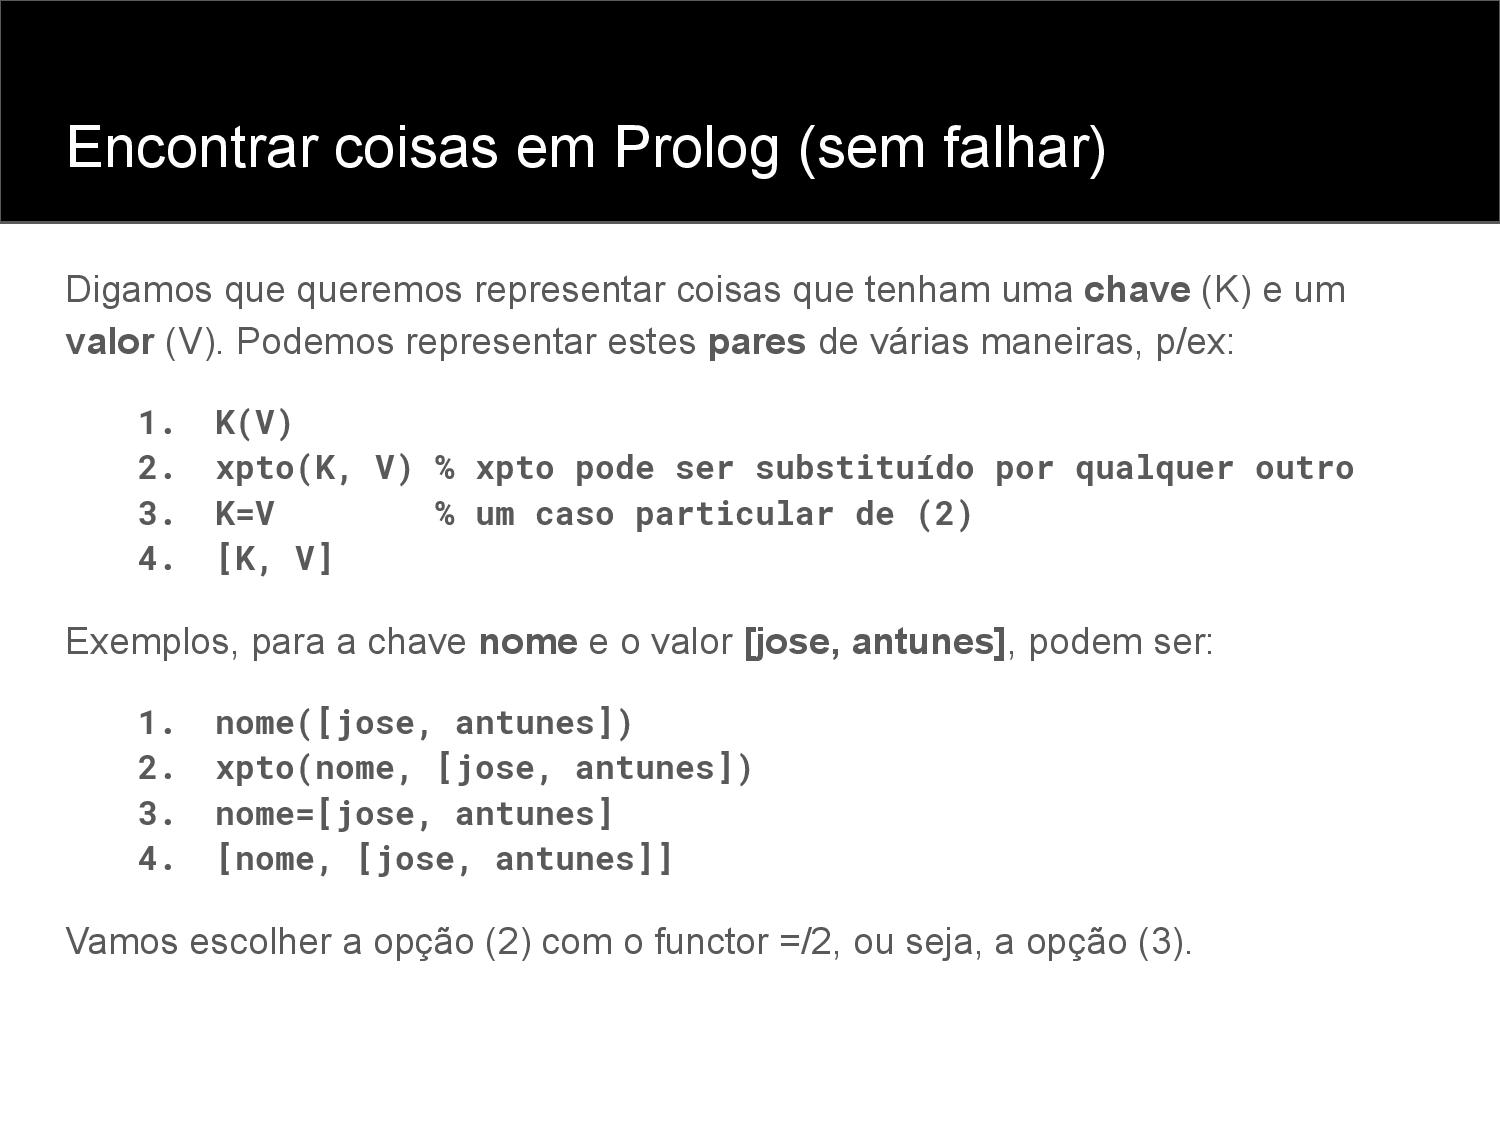 Encontrar coisas em Prolog (sem falhar)
Digamos que queremos representar coisas que tenham uma chave (K) e um
valor (V). Podemos representar estes pares de várias maneiras, p/ex:
1. K(V)
2. xpto(K, V) % xpto pode ser substituído por qualquer outro
3. K=V % um caso particular de (2)
4. [K, V]
Exemplos, para a chave nome e o valor [jose, antunes], podem ser:
1. nome([jose, antunes])
2. xpto(nome, [jose, antunes])
3. nome=[jose, antunes]
4. [nome, [jose, antunes]]
Vamos escolher a opção (2) com o functor =/2, ou seja, a opção (3).